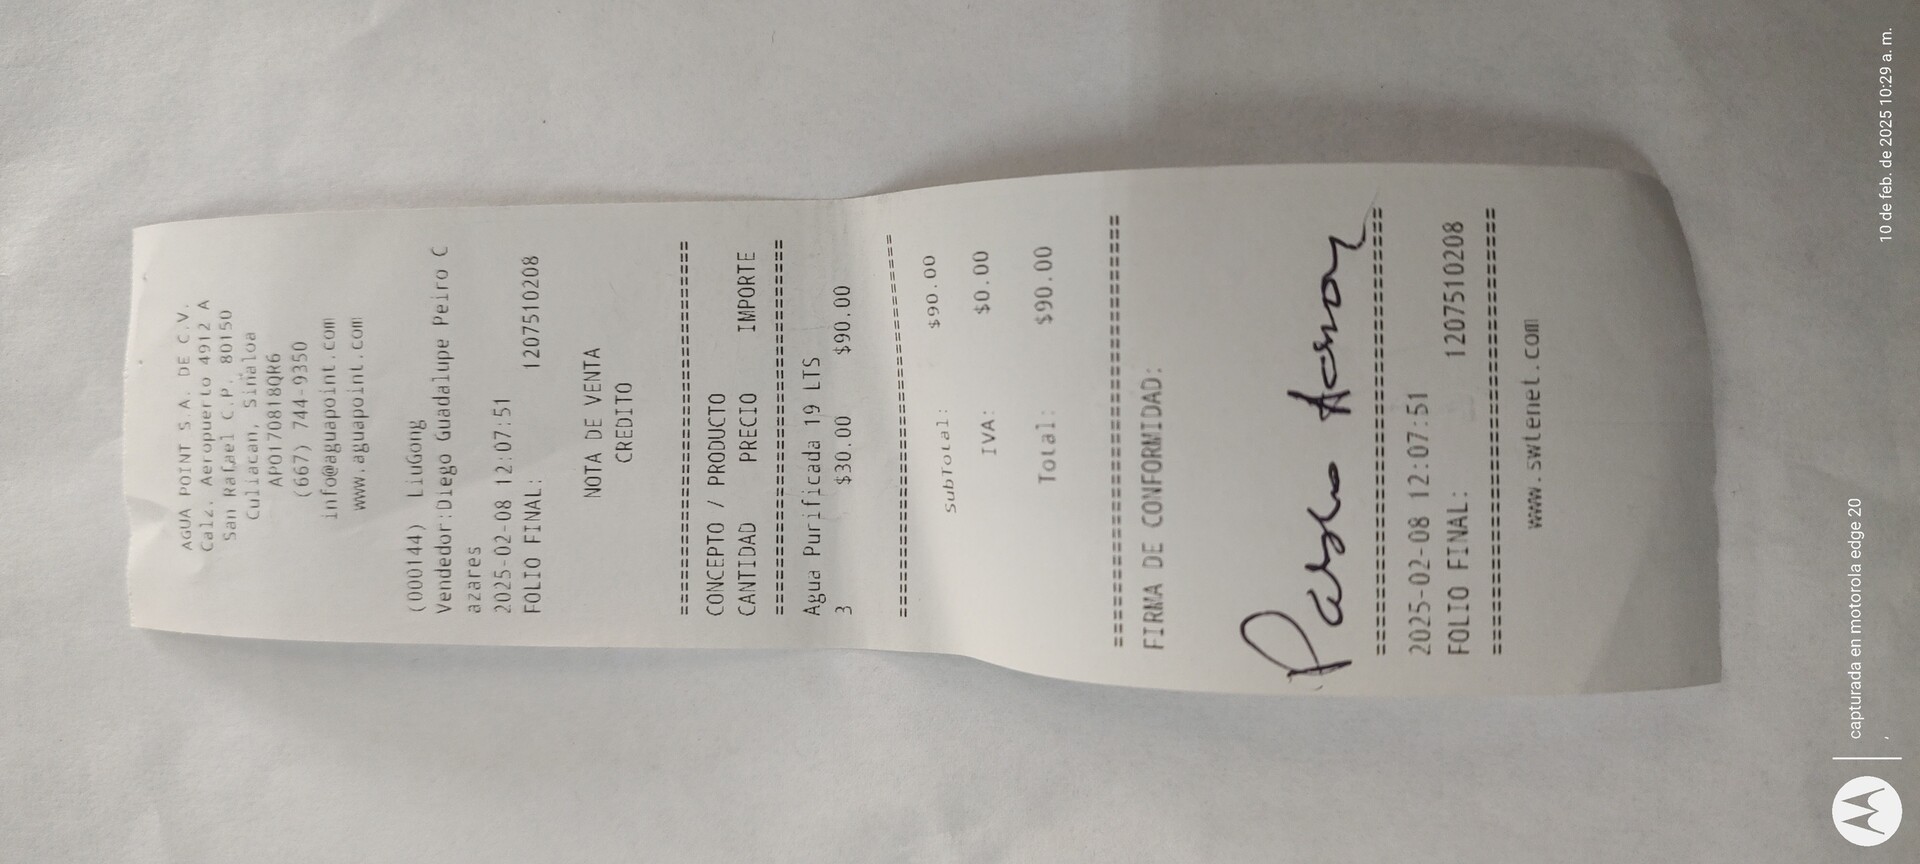 AGUA POINT S.A. DE C.V.
Calz. Aeropuerto 4912 A
San Rafael C.P. 80150
Culiacan, Sinaloa
APO170818QR6
(667) 744-9350
info@aguapoint.com
www.aguapoint.com
(000144) LiuGong
Vendedor:Diego Guadalupe Peiro C
azares
2025-02-08 12:07:51
FOLIO FINAL: 1207510208
NOTA DE VENTA
CREDITO
================================
CONCEPTO / PRODUCTO
CANTIDAD PRECIO IMPORTE
================================
Agua Purificada 19 LTS
3 $30.00 $90.00
================================
SubTotal: $90.00
IVA: $0.00
Total: $90.00
================================
FIRMA DE CONFORMIDAD:
================================
2025-02-08 12:07:51
FOLIO FINAL: 1207510208
================================
www.swtenet.com
capturada en motorola edge 20
, 10 de feb. de 2025 10:29 a. m.